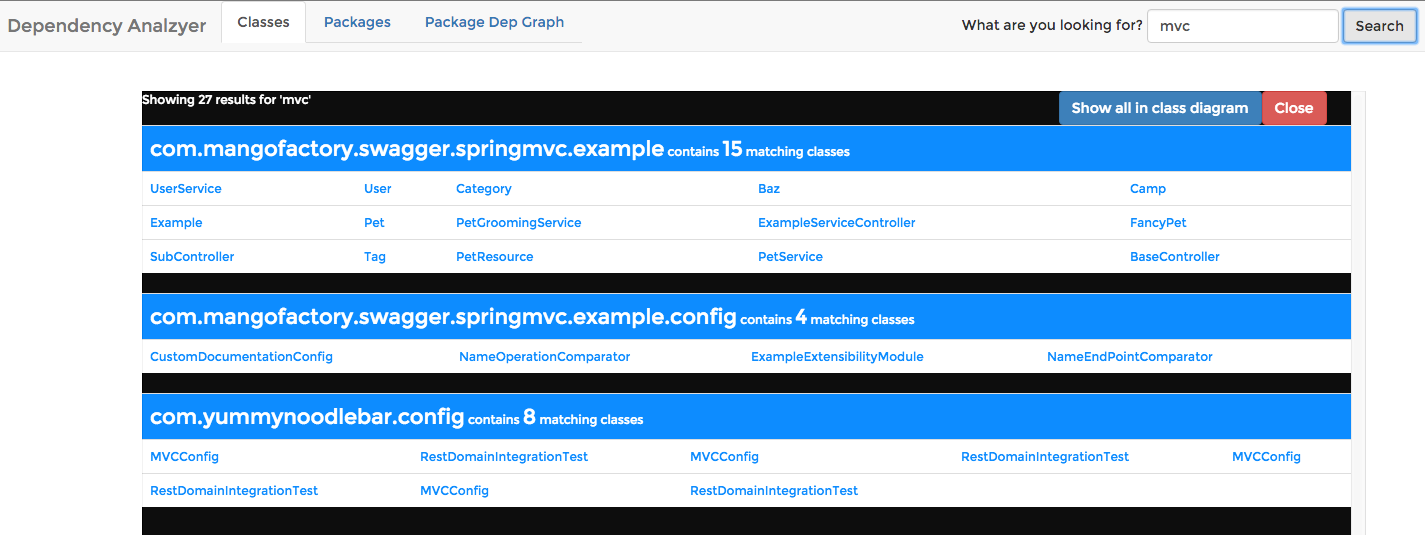 Dependency Analzyer Classes Packages Package Dep Graph What are you looking for? mvc Search
Showing 27 results for 'mvc' Show all in class diagram Close
com.mangofactory.swagger.springmvc.example contains 15 matching classes
UserService User Category Baz Camp
Example Pet PetGroomingService ExampleServiceController FancyPet
SubController Tag PetResource PetService BaseController
com.mangofactory.swagger.springmvc.example.config contains 4 matching classes
CustomDocumentationConfig NameOperationComparator ExampleExtensibilityModule NameEndPointComparator
com.yummynoodlebar.config contains 8 matching classes
MVCConfig RestDomainIntegrationTest MVCConfig RestDomainIntegrationTest MVCConfig
RestDomainIntegrationTest MVCConfig RestDomainIntegrationTest